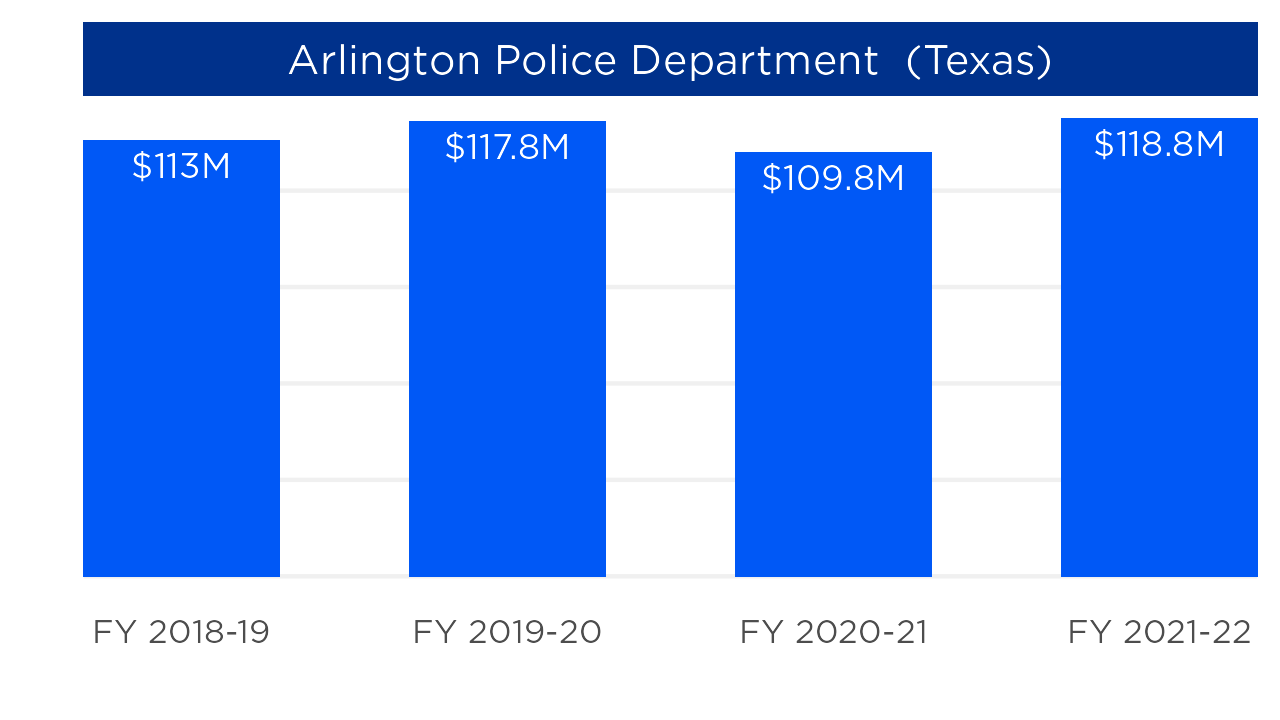 Arlington Police Department (Texas)
$113M
$117.8M
$109.8M
$118.8M
FY 2018-19
FY 2019-20
FY 2020-21
FY 2021-22